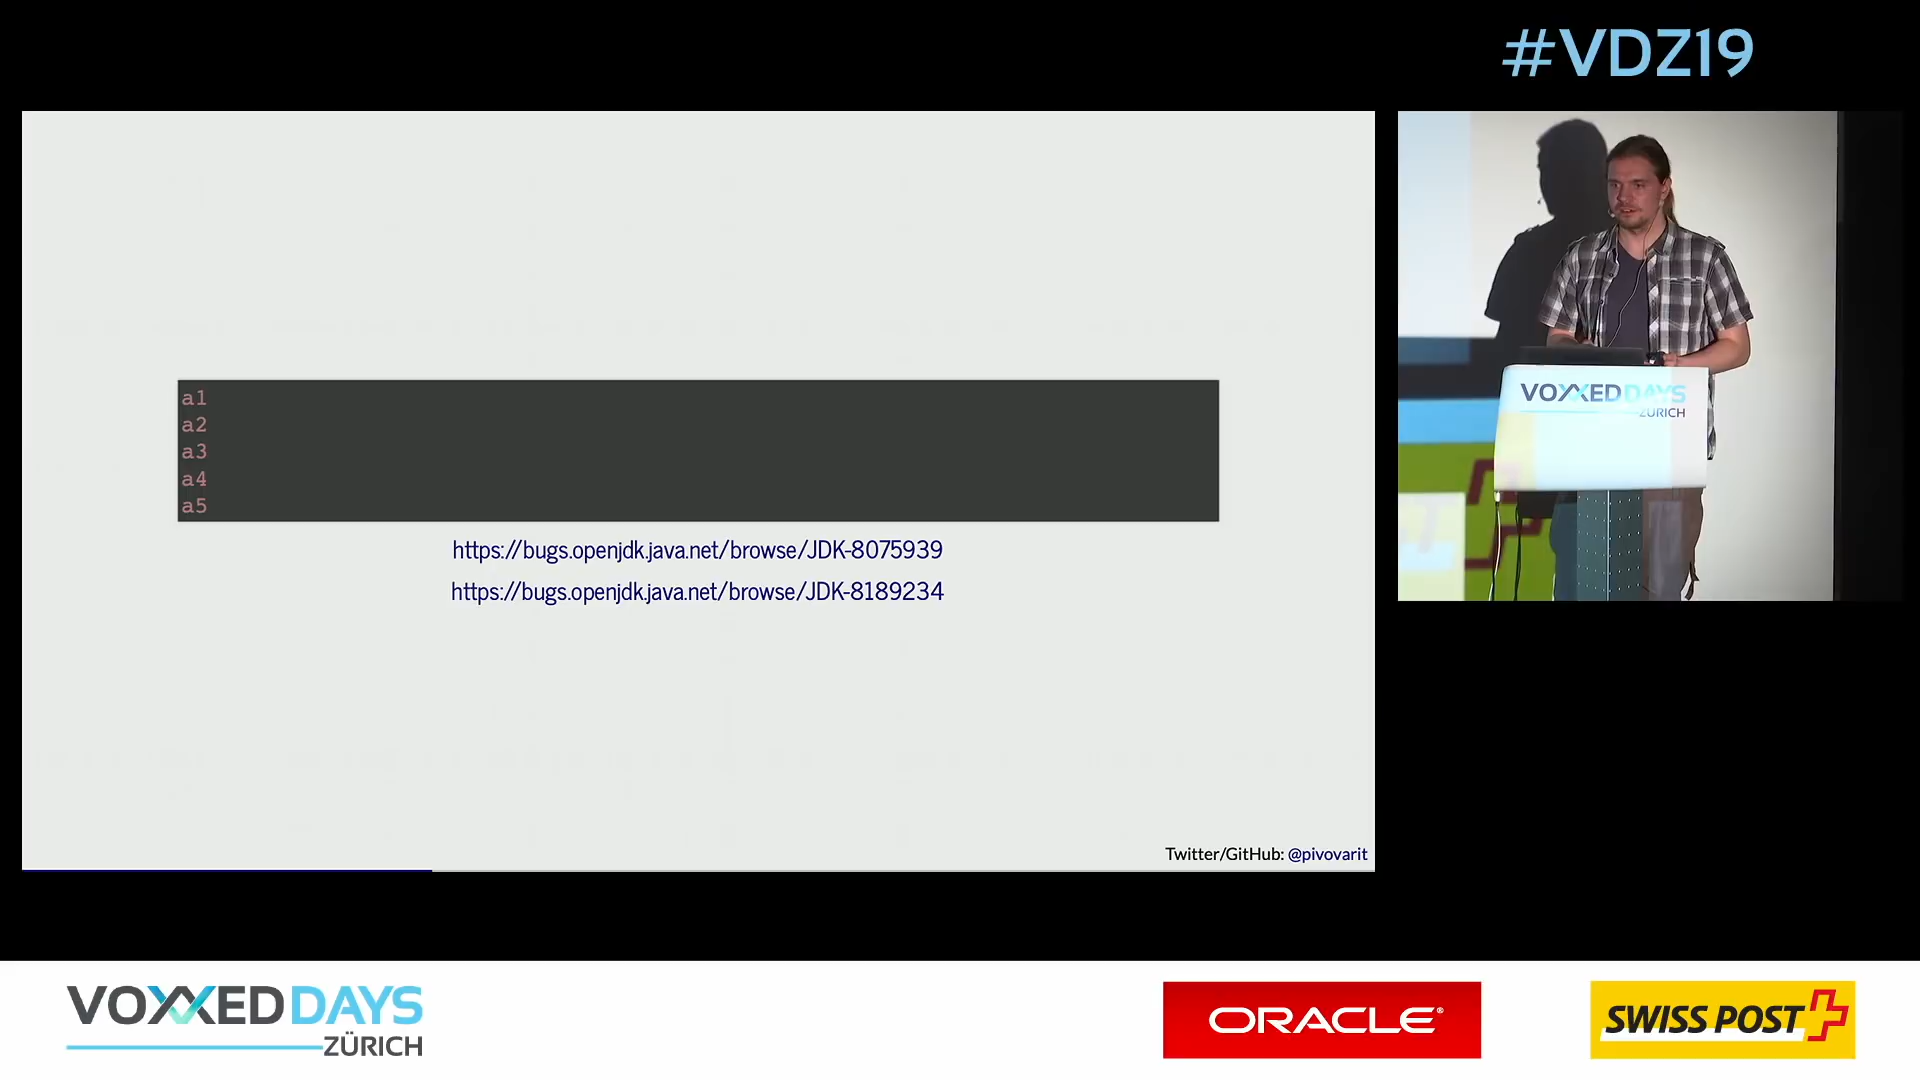 #VDZ19
a1
a2
a3
a4
a5
https://bugs.openjdk.java.net/browse/JDK-8075939
https://bugs.openjdk.java.net/browse/JDK-8189234
Twitter/GitHub: @pivovarit
VOXXED DAYS
ZÜRICH
VOXXED DAYS
ZÜRICH
ORACLE®
SWISS POST